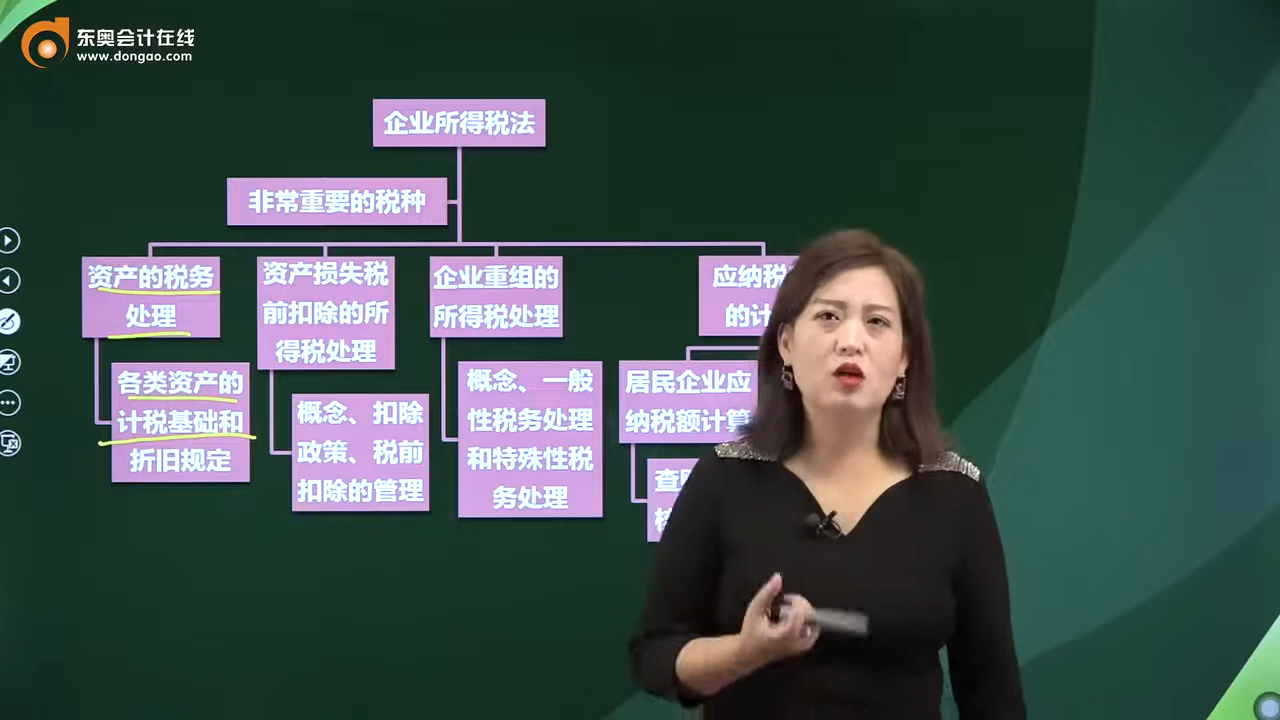 东奥会计在线
www.dongao.com
企业所得税法
非常重要的税种
资产的税务
处理
各类资产的
计税基础和
折旧规定
资产损失税
前扣除的所
得税处理
概念、扣除
政策、税前
扣除的管理
企业重组的
所得税处理
概念、一般
性税务处理
和特殊性税
务处理
应纳税
的计
居民企业应
纳税额计算